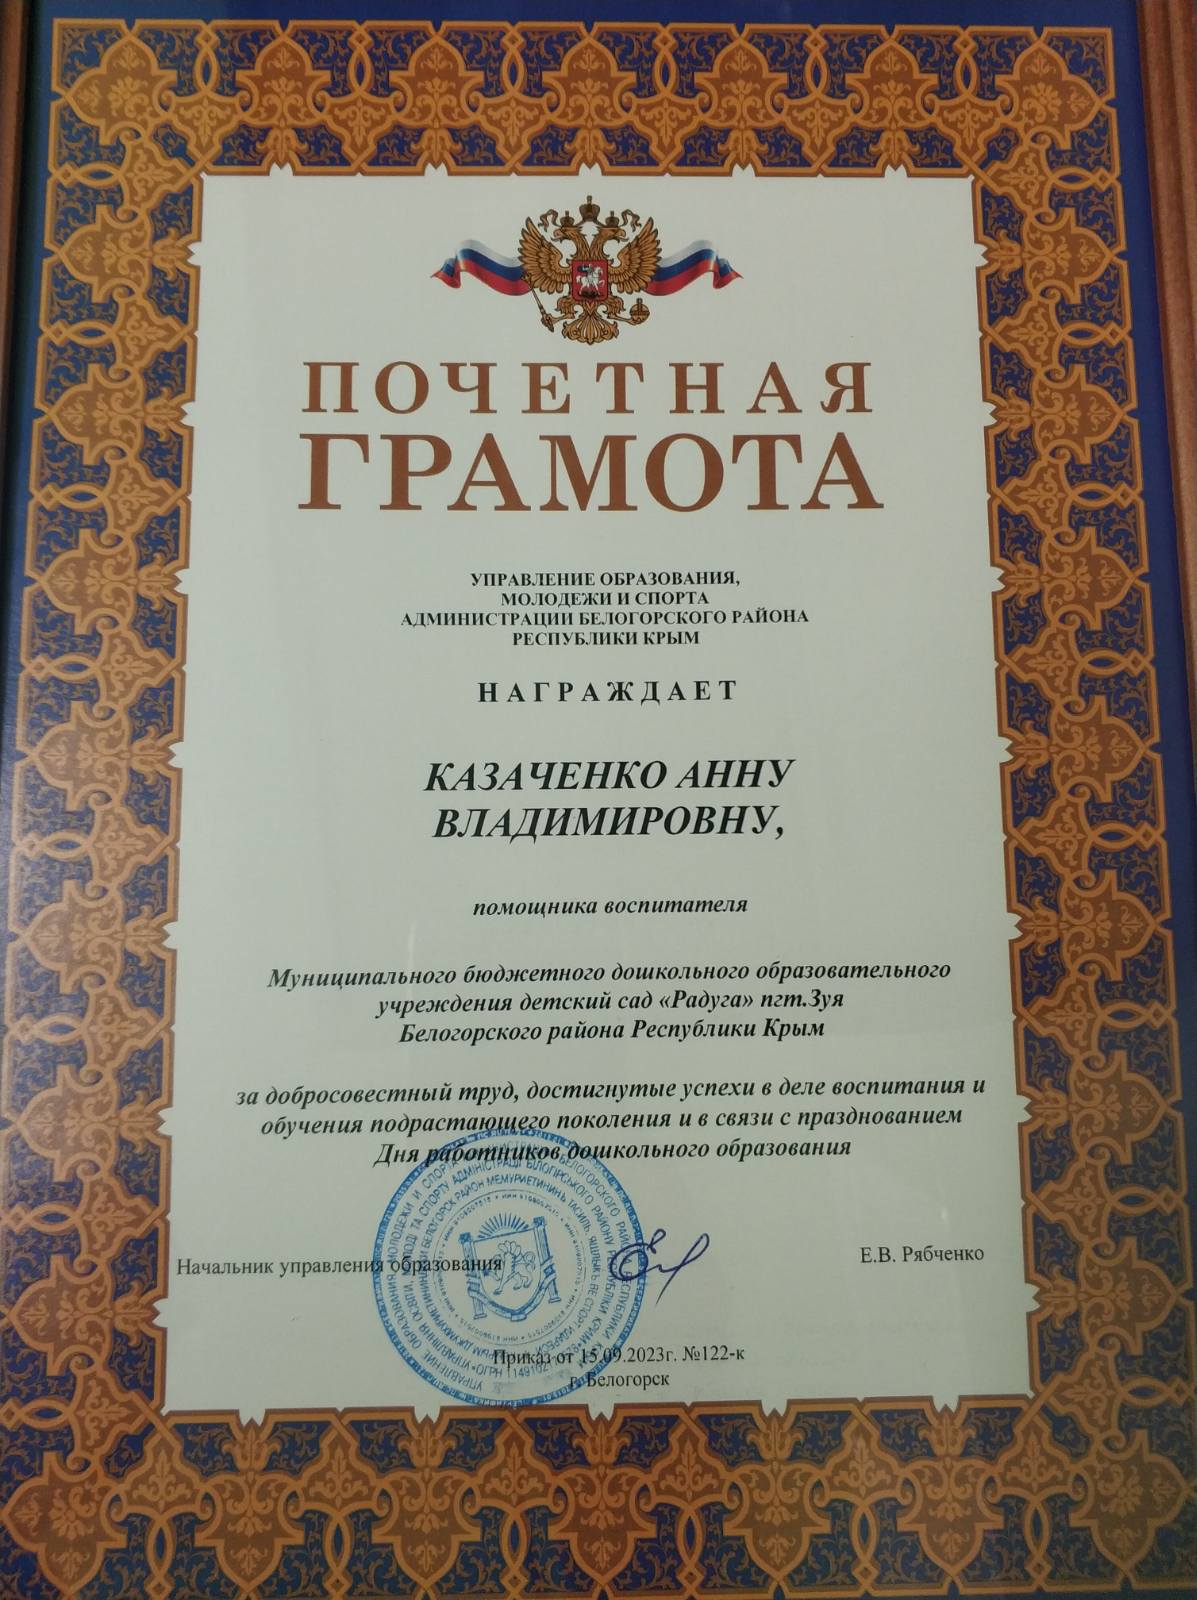 ПОЧЕТНАЯ
ГРАМОТА
УПРАВЛЕНИЕ ОБРАЗОВАНИЯ,
МОЛОДЕЖИ И СПОРТА
АДМИНИСТРАЦИИ БЕЛОГОРСКОГО РАЙОНА
РЕСПУБЛИКИ КРЫМ
НАГРАЖДАЕТ
КАЗАЧЕНКО АННУ
ВЛАДИМИРОВНУ,
помощника воспитателя
Муниципального бюджетного дошкольного образовательного
учреждения детский сад «Радуга» пгт.Зуя
Белогорского района Республики Крым
за добросовестный труд, достигнутые успехи в деле воспитания и
обучения подрастающего поколения и в связи с празднованием
Дня работников дошкольного образования
Начальник управления образования
Е.В. Рябченко
Приказ от 15.09.2023г. №122-к
г. Белогорск